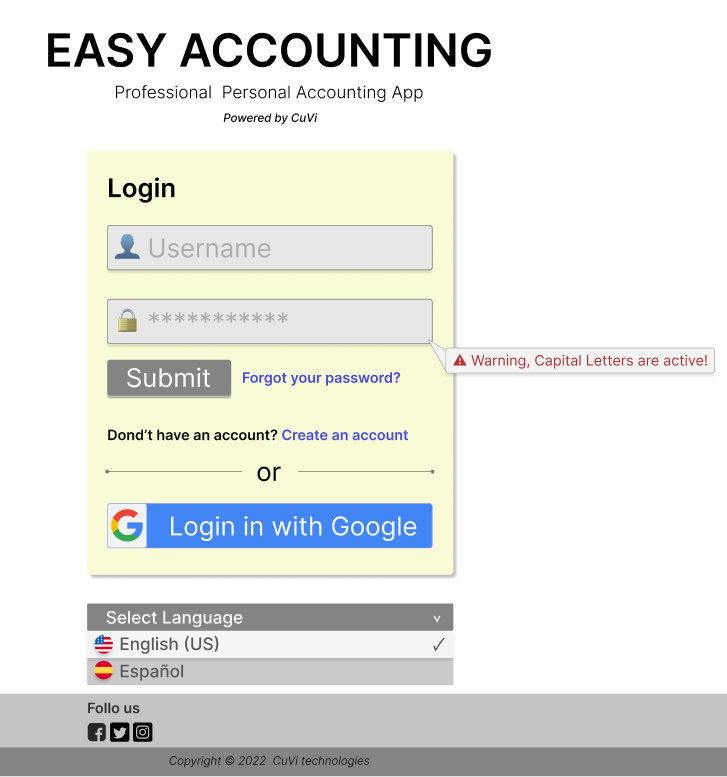 EASY ACCOUNTING
Professional Personal Accounting App
Powered by CuVi
Login
Username
***********
Warning, Capital Letters are active!
Submit
Forgot your password?
Dond't have an account? Create an account
or
Login in with Google
Select Language
English (US)
Español
Follo us
Copyright © 2022 CuVi technologies